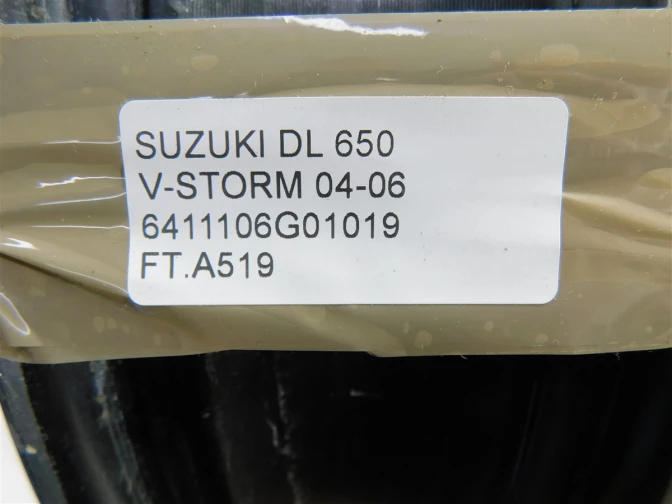 SUZUKI DL 650
V-STORM 04-06
6411106G01019
FT.A519